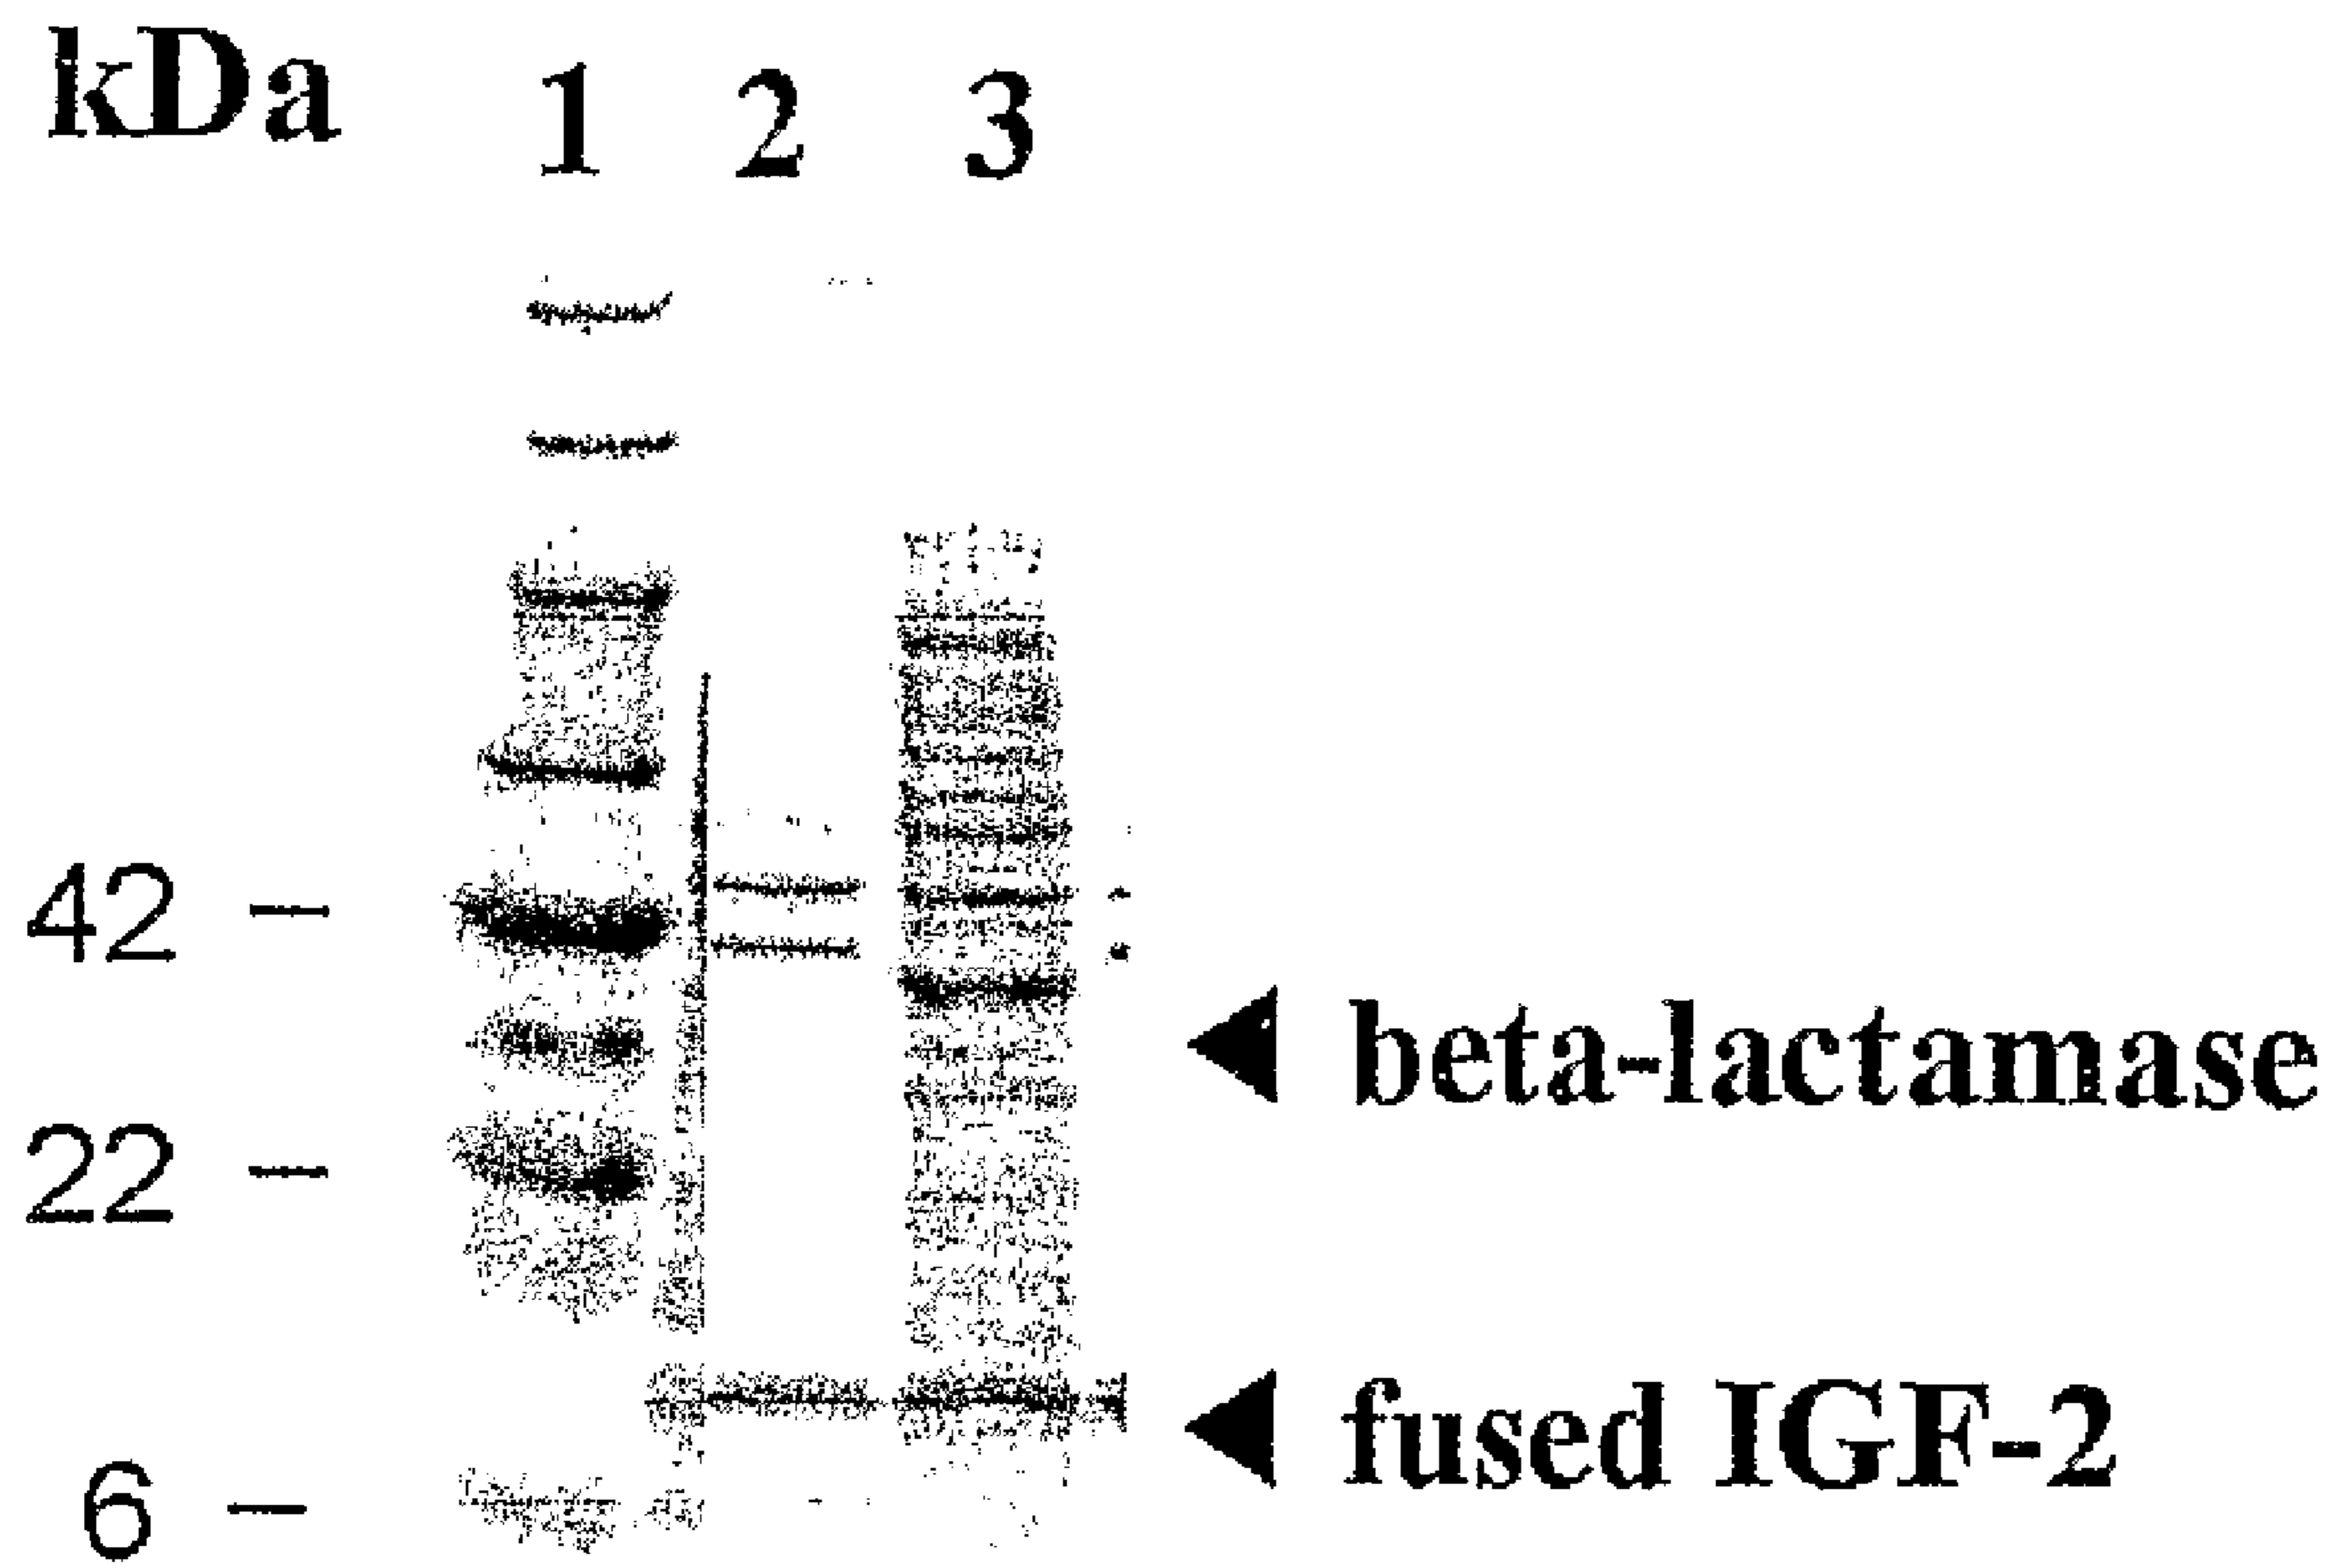 kDa 1 2 3
42 –
beta-lactamase
22 –
fused IGF-2
6 –